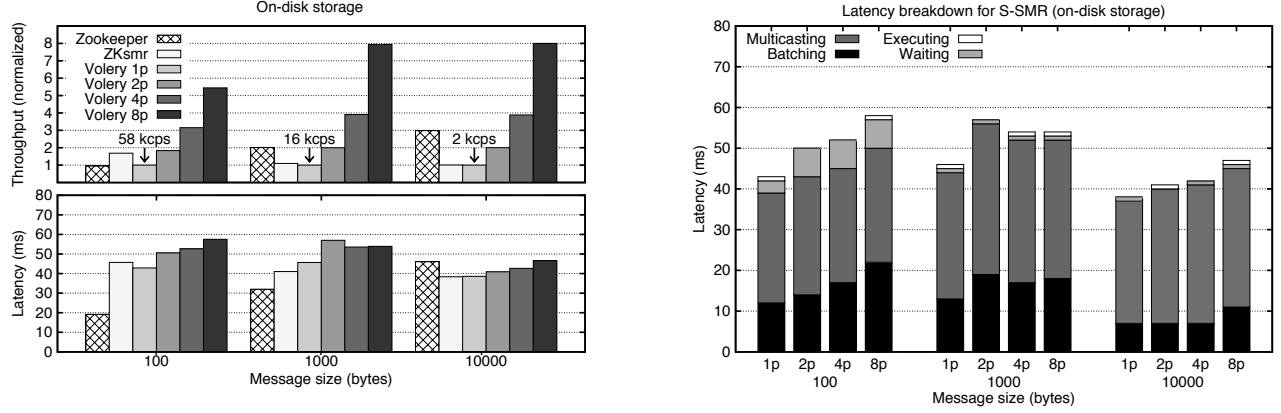 On-disk storage
Throughput (normalized)
8
7
6
5
4
3
2
1
Zookeeper
ZKsmr
Volery 1p
Volery 2p
Volery 4p
Volery 8p
58 kcps
16 kcps
2 kcps
Latency (ms)
80
70
60
50
40
30
20
10
0
100 1000 10000
Message size (bytes)
Latency breakdown for S-SMR (on-disk storage)
Multicasting Executing
Batching Waiting
Latency (ms)
80
70
60
50
40
30
20
10
0
1p 2p 4p 8p 1p 2p 4p 8p 1p 2p 4p 8p
100 1000 10000
Message size (bytes)